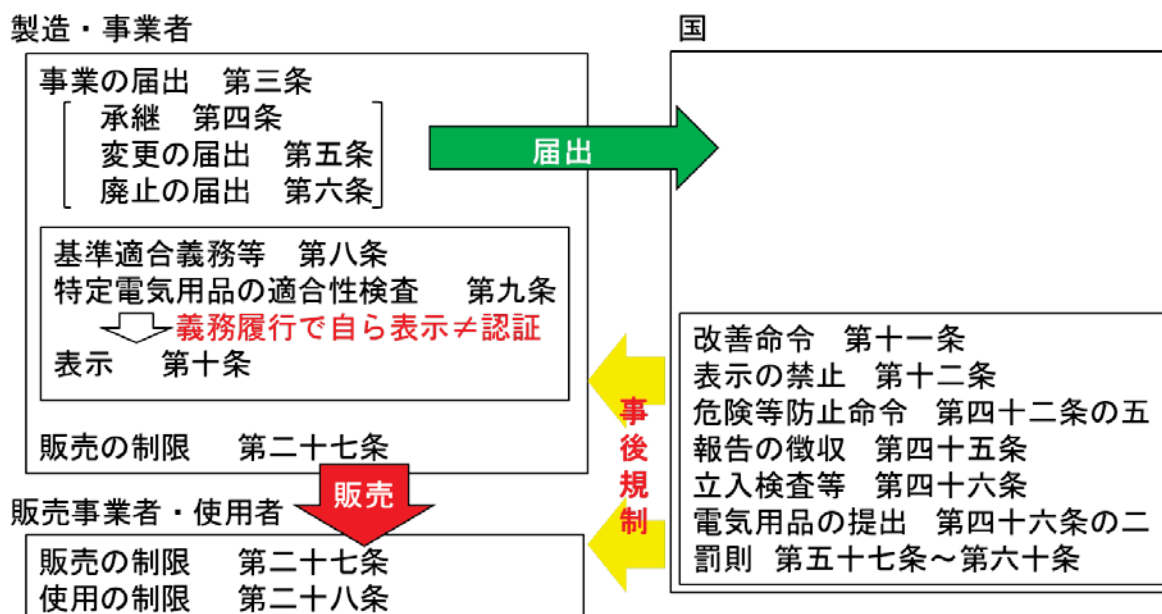 製造・事業者
事業の届出　第三条
承継　第四条
変更の届出　第五条
廃止の届出　第六条
基準適合義務等　第八条
特定電気用品の適合性検査　第九条
義務履行で自ら表示≠認証
表示　第十条
販売の制限　第二十七条
届出
国
改善命令　第十一条
表示の禁止　第十二条
危険等防止命令　第四十二条の五
報告の徴収　第四十五条
立入検査等　第四十六条
電気用品の提出　第四十六条の二
罰則　第五十七条～第六十条
事後規制
販売
販売事業者・使用者
販売の制限　第二十七条
使用の制限　第二十八条